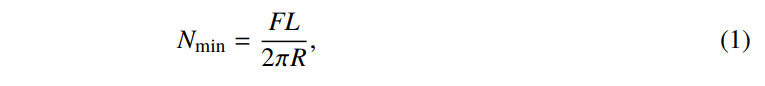 N_min = FL / 2πR, (1)